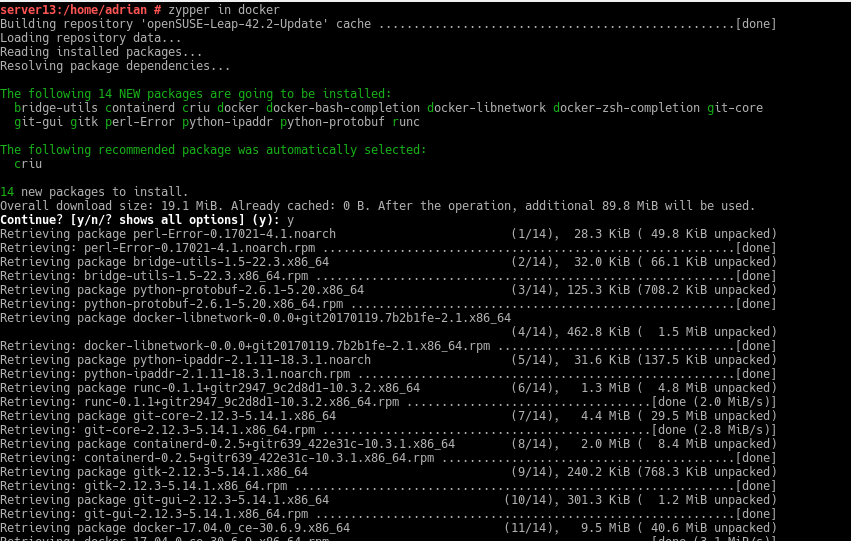 server13:/home/adrian # zypper in docker
Building repository 'openSUSE-Leap-42.2-Update' cache ...................................................[done]
Loading repository data...
Reading installed packages...
Resolving package dependencies...
The following 14 NEW packages are going to be installed:
bridge-utils containerd criu docker docker-bash-completion docker-libnetwork docker-zsh-completion git-core
git-gui gitk perl-Error python-ipaddr python-protobuf runc
The following recommended package was automatically selected:
criu
14 new packages to install.
Overall download size: 19.1 MiB. Already cached: 0 B. After the operation, additional 89.8 MiB will be used.
Continue? [y/n/? shows all options] (y): y
Retrieving package perl-Error-0.17021-4.1.noarch (1/14), 28.3 KiB ( 49.8 KiB unpacked)
Retrieving: perl-Error-0.17021-4.1.noarch.rpm ...........................................................[done]
Retrieving package bridge-utils-1.5-22.3.x86_64 (2/14), 32.0 KiB ( 66.1 KiB unpacked)
Retrieving: bridge-utils-1.5-22.3.x86_64.rpm ............................................................[done]
Retrieving package python-protobuf-2.6.1-5.20.x86_64 (3/14), 125.3 KiB (708.2 KiB unpacked)
Retrieving: python-protobuf-2.6.1-5.20.x86_64.rpm .......................................................[done]
Retrieving package docker-libnetwork-0.0.0+git20170119.7b2b1fe-2.1.x86_64
(4/14), 462.8 KiB ( 1.5 MiB unpacked)
Retrieving: docker-libnetwork-0.0.0+git20170119.7b2b1fe-2.1.x86_64.rpm ..................................[done]
Retrieving package python-ipaddr-2.1.11-18.3.1.noarch (5/14), 31.6 KiB (137.5 KiB unpacked)
Retrieving: python-ipaddr-2.1.11-18.3.1.noarch.rpm ......................................................[done]
Retrieving package runc-0.1.1+gitr2947_9c2d8d1-10.3.2.x86_64 (6/14), 1.3 MiB ( 4.8 MiB unpacked)
Retrieving: runc-0.1.1+gitr2947_9c2d8d1-10.3.2.x86_64.rpm ...................................[done (2.0 MiB/s)]
Retrieving package git-core-2.12.3-5.14.1.x86_64 (7/14), 4.4 MiB ( 29.5 MiB unpacked)
Retrieving: git-core-2.12.3-5.14.1.x86_64.rpm ...............................................[done (2.8 MiB/s)]
Retrieving package containerd-0.2.5+gitr639_422e31c-10.3.1.x86_64 (8/14), 2.0 MiB ( 8.4 MiB unpacked)
Retrieving: containerd-0.2.5+gitr639_422e31c-10.3.1.x86_64.rpm ..........................................[done]
Retrieving package gitk-2.12.3-5.14.1.x86_64 (9/14), 240.2 KiB (768.3 KiB unpacked)
Retrieving: gitk-2.12.3-5.14.1.x86_64.rpm ...............................................................[done]
Retrieving package git-gui-2.12.3-5.14.1.x86_64 (10/14), 301.3 KiB ( 1.2 MiB unpacked)
Retrieving: git-gui-2.12.3-5.14.1.x86_64.rpm ............................................................[done]
Retrieving package docker-17.04.0_ce-30.6.9.x86_64 (11/14), 9.5 MiB ( 40.6 MiB unpacked)
Retrieving: docker-17.04.0_ce-30.6.9.x86_64.rpm .............................................[done (3.1 MiB/s)]